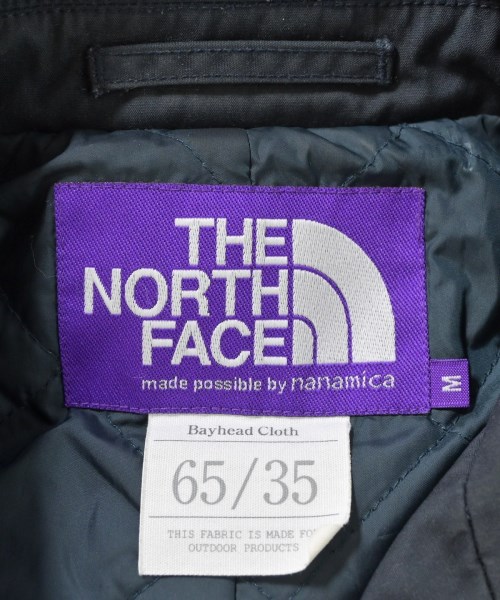 THE
NORTH
FACE
made possible by nanamica
M
Bayhead Cloth
65/35
THIS FABRIC IS MADE FOR
OUTDOOR PRODUCTS